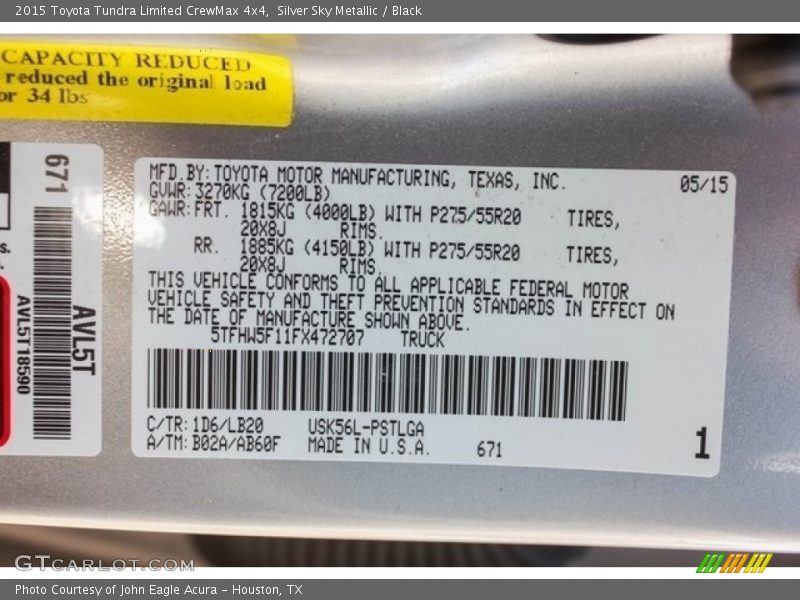 2015 Toyota Tundra Limited CrewMax 4x4,  Silver Sky Metallic / Black
CAPACITY REDUCED
reduced the original load
or 34 lbs
671
AVL5T
AVL5T18590
s.
MFD.BY:TOYOTA MOTOR MANUFACTURING, TEXAS, INC. 05/15
GVWR:3270KG (7200LB)
GAWR:FRT. 1815KG (4000LB) WITH P275/55R20 TIRES,
20X8J RIMS,
RR. 1885KG (4150LB) WITH P275/55R20 TIRES,
20X8J RIMS,
THIS VEHICLE CONFORMS TO ALL APPLICABLE FEDERAL MOTOR
VEHICLE SAFETY AND THEFT PREVENTION STANDARDS IN EFFECT ON
THE DATE OF MANUFACTURE SHOWN ABOVE.
5TFHW5F11FX472707 TRUCK
C/TR:1D6/LB20 USK56L-PSTLGA
A/TM:B02A/AB60F MADE IN U.S.A. 671
1
GTCARLOT.COM
Photo Courtesy of John Eagle Acura - Houston, TX